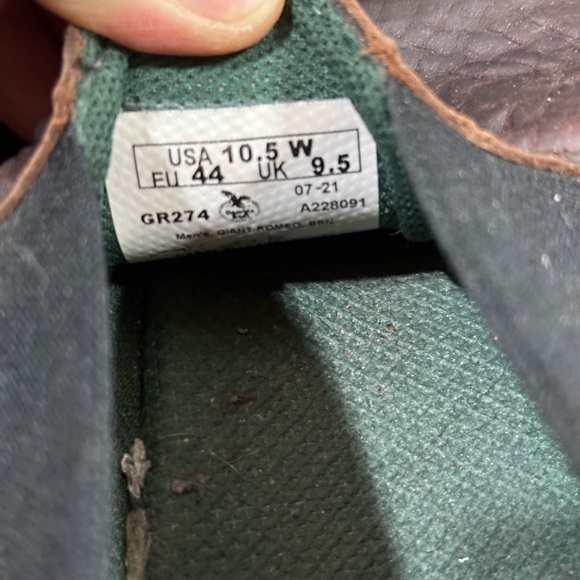 USA 10.5 W
EU 44 UK 9.5
07-21
GR274 A228091
Men's, GIANT ROMEO, BRN